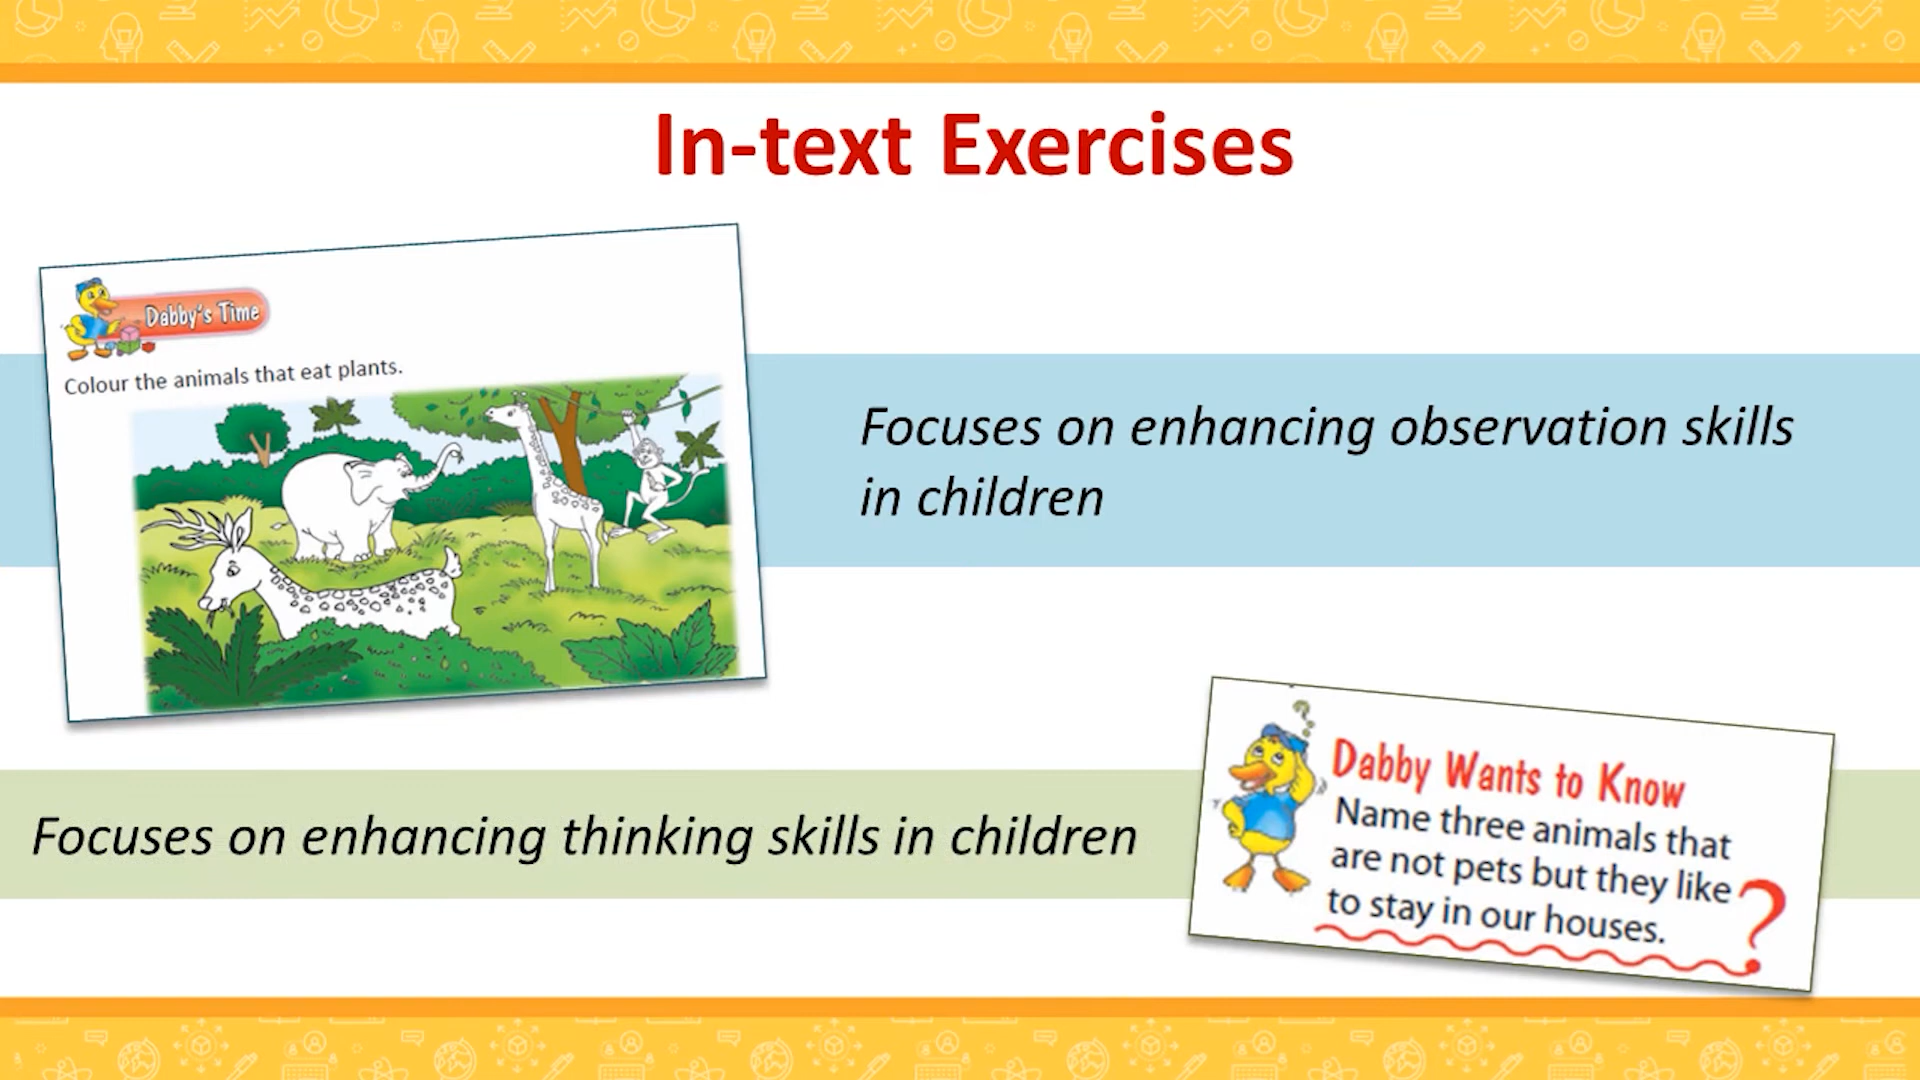 In-text Exercises
Dabby's Time
Colour the animals that eat plants.
Focuses on enhancing observation skills
in children
Focuses on enhancing thinking skills in children
Dabby Wants to Know
Name three animals that
are not pets but they like
to stay in our houses.
?